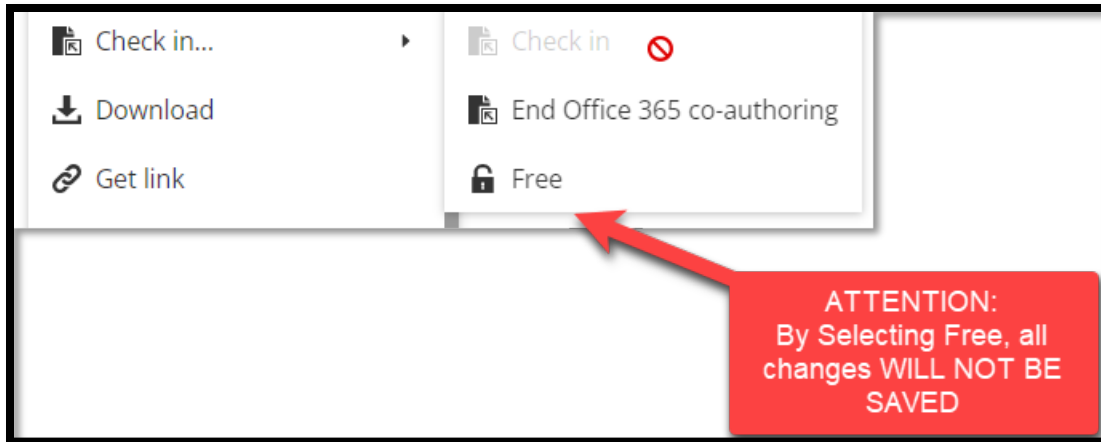 Check in...
Download
Get link
Check in
End Office 365 co-authoring
Free
ATTENTION:
By Selecting Free, all
changes WILL NOT BE
SAVED